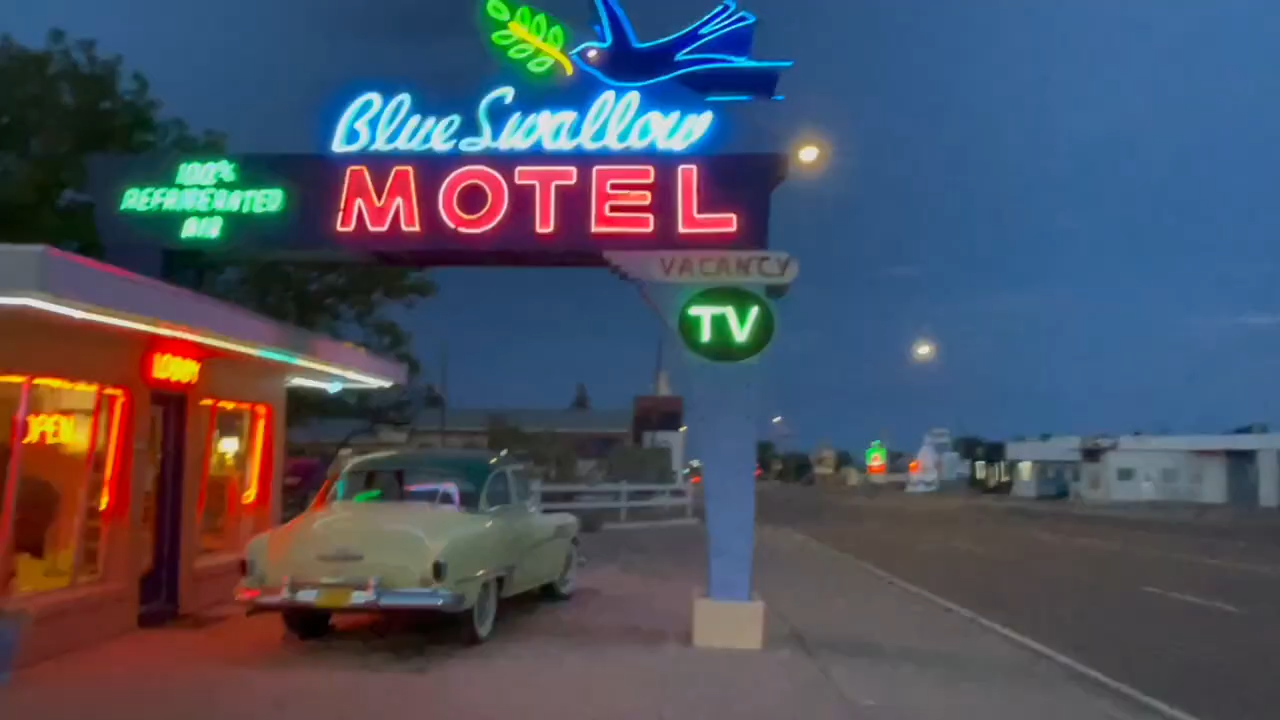 Blue Swallow
MOTEL
100%
REFRIGERATED
AIR
VACANCY
TV
LOBBY
OPEN